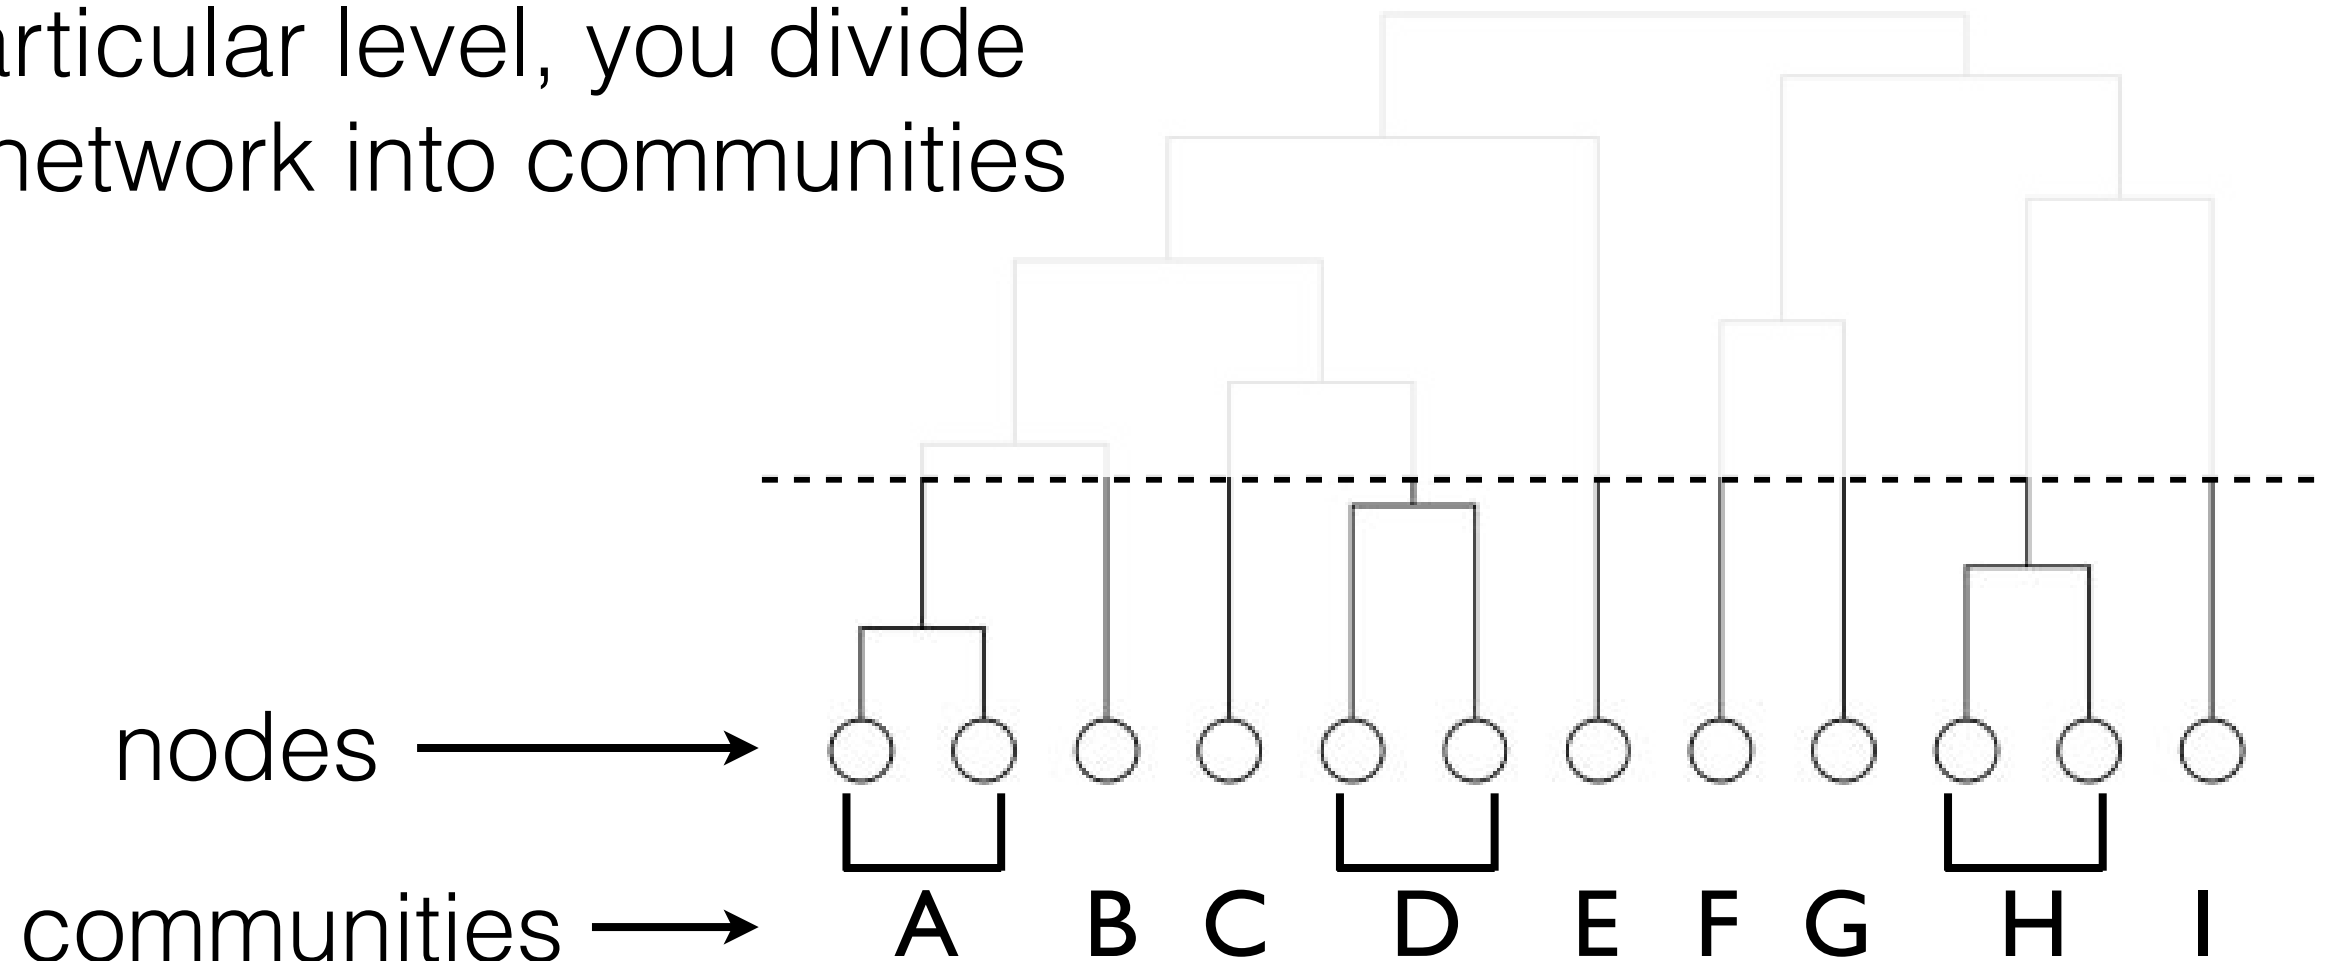 articular level, you divide
network into communities
nodes
communities
A B C D E F G H I